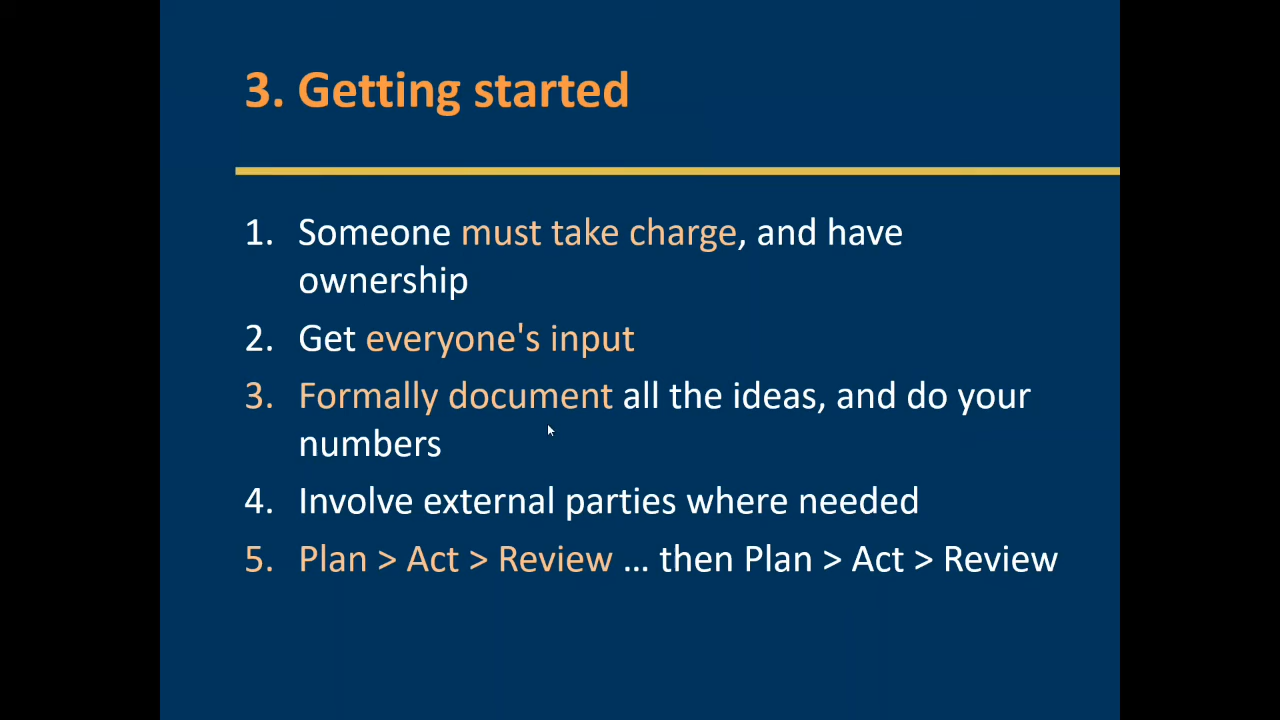 3. Getting started
1. Someone must take charge, and have
ownership
2. Get everyone's input
3. Formally document all the ideas, and do your
numbers
4. Involve external parties where needed
5. Plan > Act > Review … then Plan > Act > Review